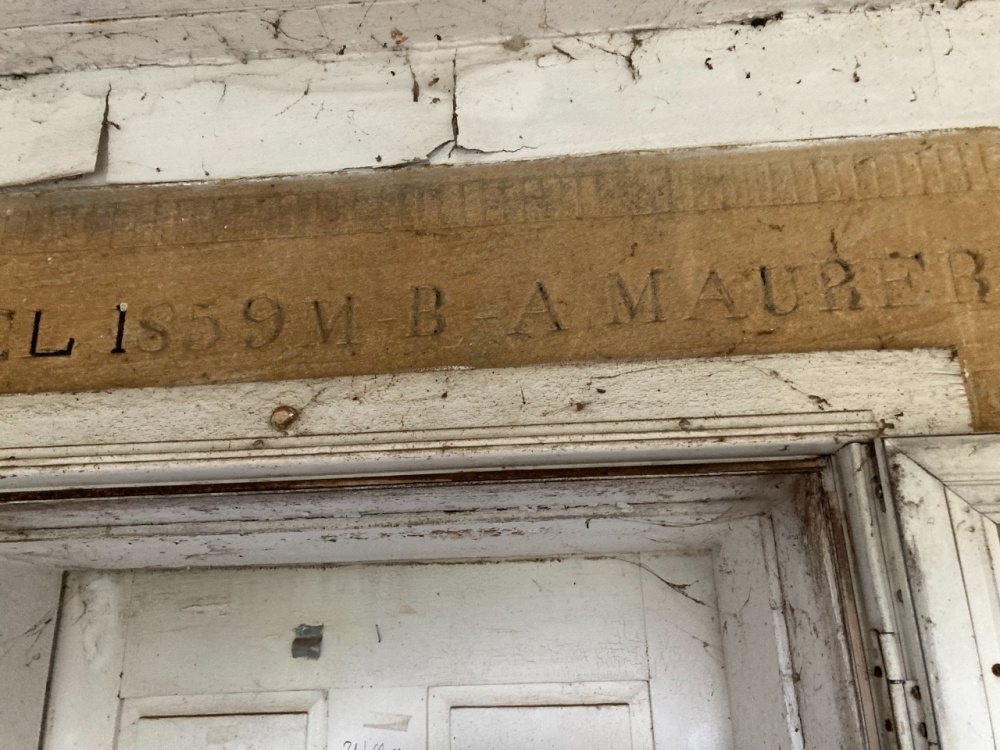 EL 1859 M B - A MAURER